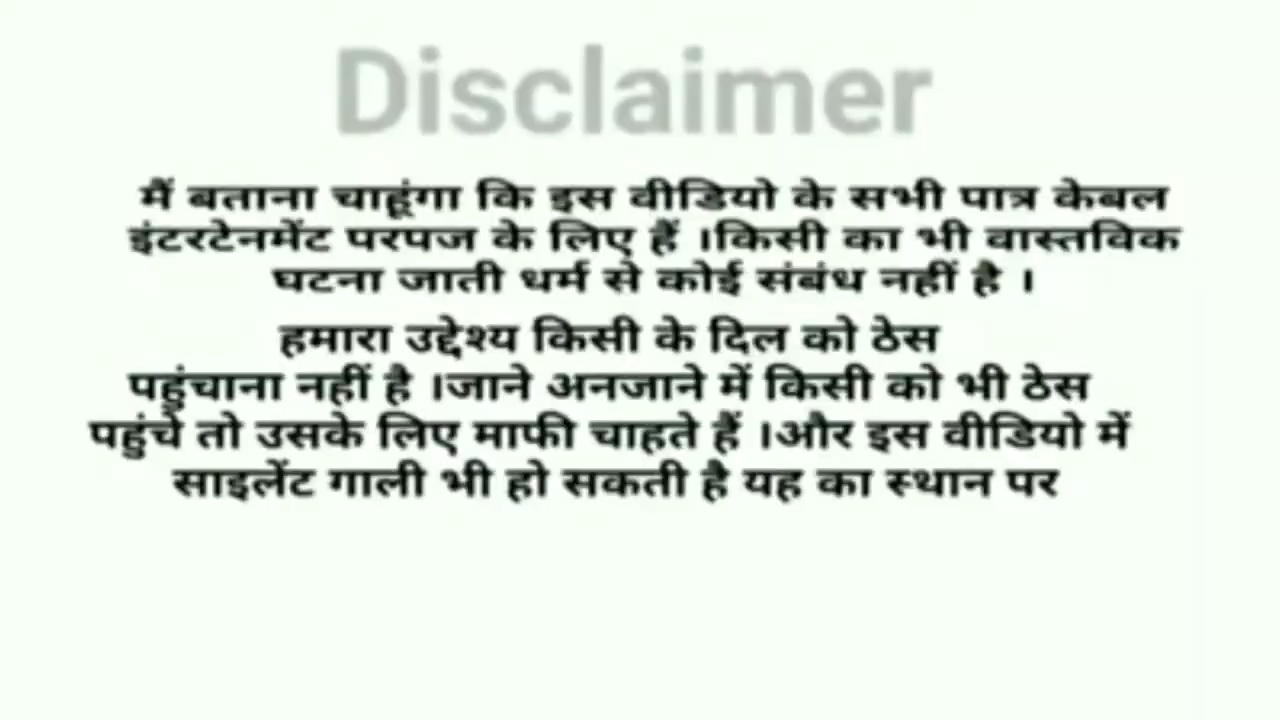 Disclaimer
मैं बताना चाहूंगा कि इस वीडियो के सभी पात्र केबल
इंटरटेनमेंट परपज के लिए हैं ।किसी का भी वास्तविक
घटना जाती धर्म से कोई संबंध नहीं है ।
हमारा उद्देश्य किसी के दिल को ठेस
पहुंचाना नहीं है ।जाने अनजाने में किसी को भी ठेस
पहुंचे तो उसके लिए माफी चाहते हैं ।और इस वीडियो में
साइलेंट गाली भी हो सकती है यह का स्थान पर